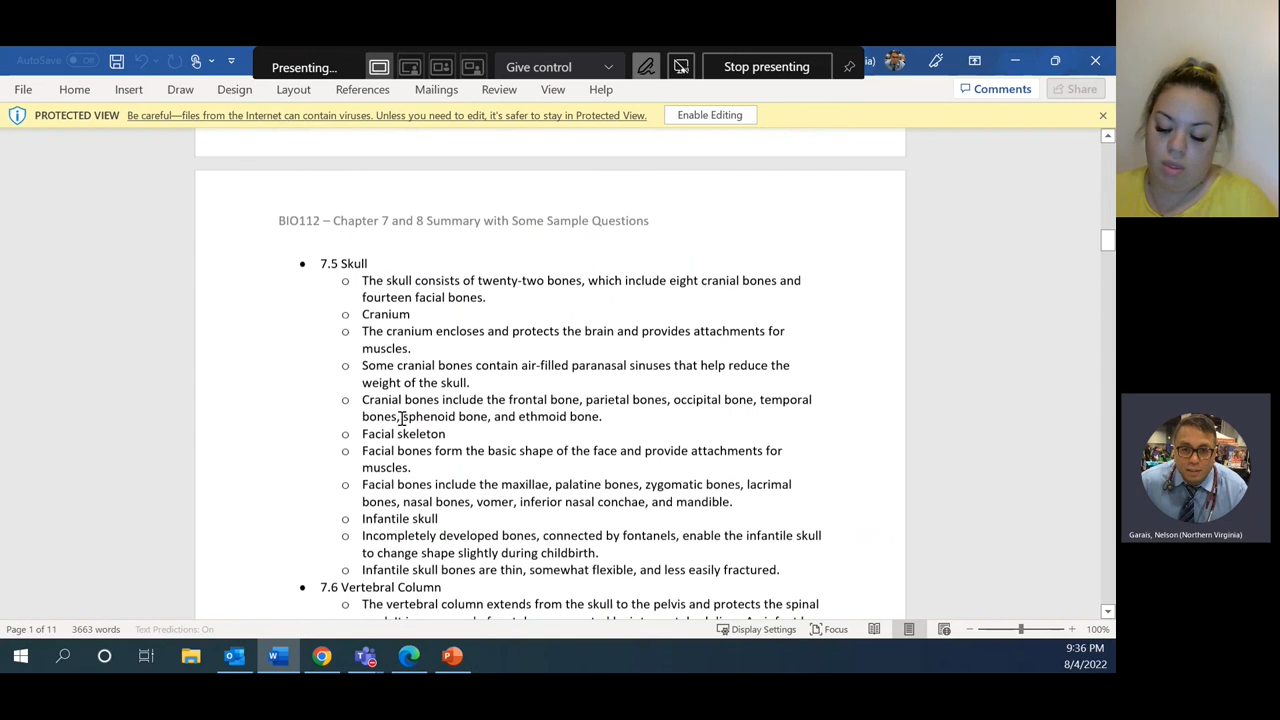 AutoSave Off
Presenting...
Give control
Stop presenting
ia)
File Home Insert Draw Design Layout References Mailings Review View Help
Comments
Share
PROTECTED VIEW Be careful—files from the Internet can contain viruses. Unless you need to edit, it's safer to stay in Protected View. Enable Editing
BIO112 – Chapter 7 and 8 Summary with Some Sample Questions
• 7.5 Skull
o The skull consists of twenty-two bones, which include eight cranial bones and
fourteen facial bones.
o Cranium
o The cranium encloses and protects the brain and provides attachments for
muscles.
o Some cranial bones contain air-filled paranasal sinuses that help reduce the
weight of the skull.
o Cranial bones include the frontal bone, parietal bones, occipital bone, temporal
bones, sphenoid bone, and ethmoid bone.
o Facial skeleton
o Facial bones form the basic shape of the face and provide attachments for
muscles.
o Facial bones include the maxillae, palatine bones, zygomatic bones, lacrimal
bones, nasal bones, vomer, inferior nasal conchae, and mandible.
o Infantile skull
o Incompletely developed bones, connected by fontanels, enable the infantile skull
to change shape slightly during childbirth.
o Infantile skull bones are thin, somewhat flexible, and less easily fractured.
• 7.6 Vertebral Column
o The vertebral column extends from the skull to the pelvis and protects the spinal
Garais, Nelson (Northern Virginia)
Page 1 of 11 3663 words Text Predictions: On Display Settings Focus 100%
9:36 PM
8/4/2022